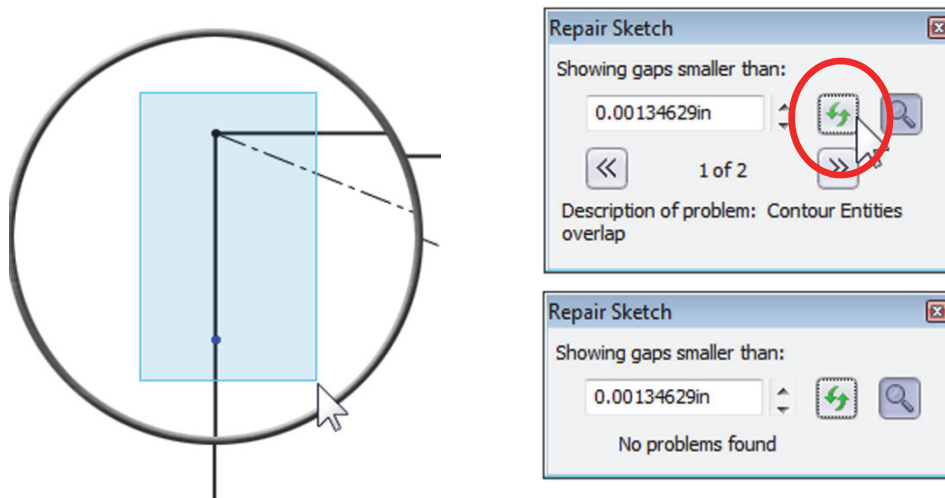 Repair Sketch
Showing gaps smaller than:
0.00134629in
1 of 2
Description of problem: Contour Entities
overlap
Repair Sketch
Showing gaps smaller than:
0.00134629in
No problems found